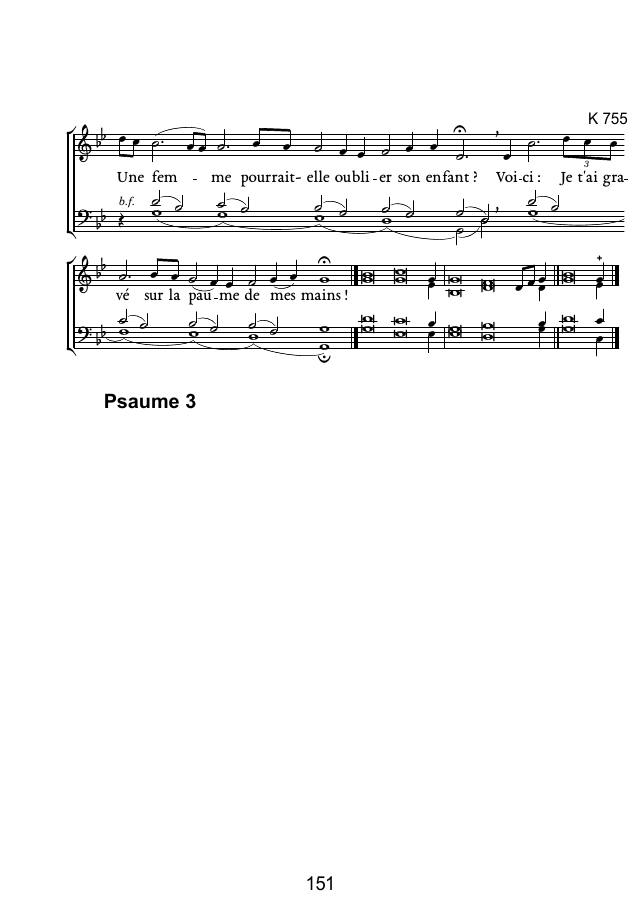 K 755
Une fem - me pourrait-elle oubli-er son enfant ? Voi-ci : Je t'ai gra-
b.f.
3
vé sur la pau-me de mes mains !
Psaume 3
151